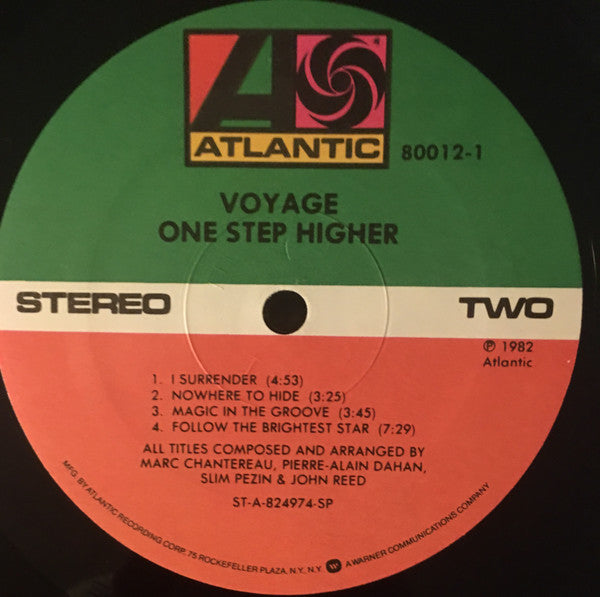 A
ATLANTIC
80012-1
VOYAGE
ONE STEP HIGHER
STEREO
TWO
℗ 1982
Atlantic
1. I SURRENDER (4:53)
2. NOWHERE TO HIDE (3:25)
3. MAGIC IN THE GROOVE (3:45)
4. FOLLOW THE BRIGHTEST STAR (7:29)
ALL TITLES COMPOSED AND ARRANGED BY
MARC CHANTEREAU, PIERRE-ALAIN DAHAN,
SLIM PEZIN & JOHN REED
ST-A-824974-SP
MFG. BY ATLANTIC RECORDING CORP., 75 ROCKEFELLER PLAZA, N.Y., N.Y. W A WARNER COMMUNICATIONS COMPANY